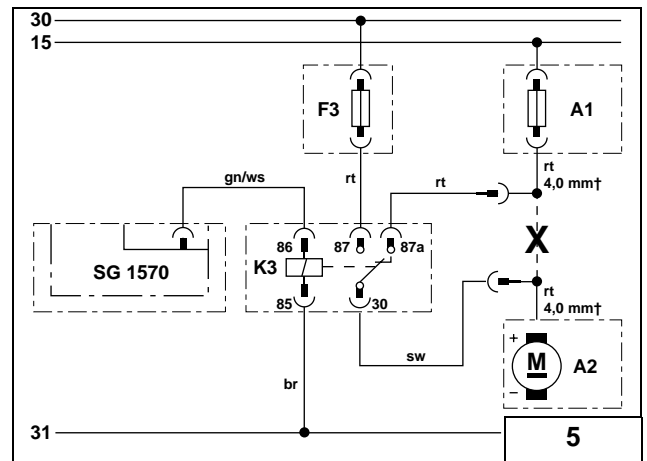 30
15
F3
A1
rt
4,0 mm†
gn/ws
rt
rt
X
86
87
87a
SG 1570
K3
85
30
rt
4,0 mm†
sw
+
M
A2
br
–
31
5